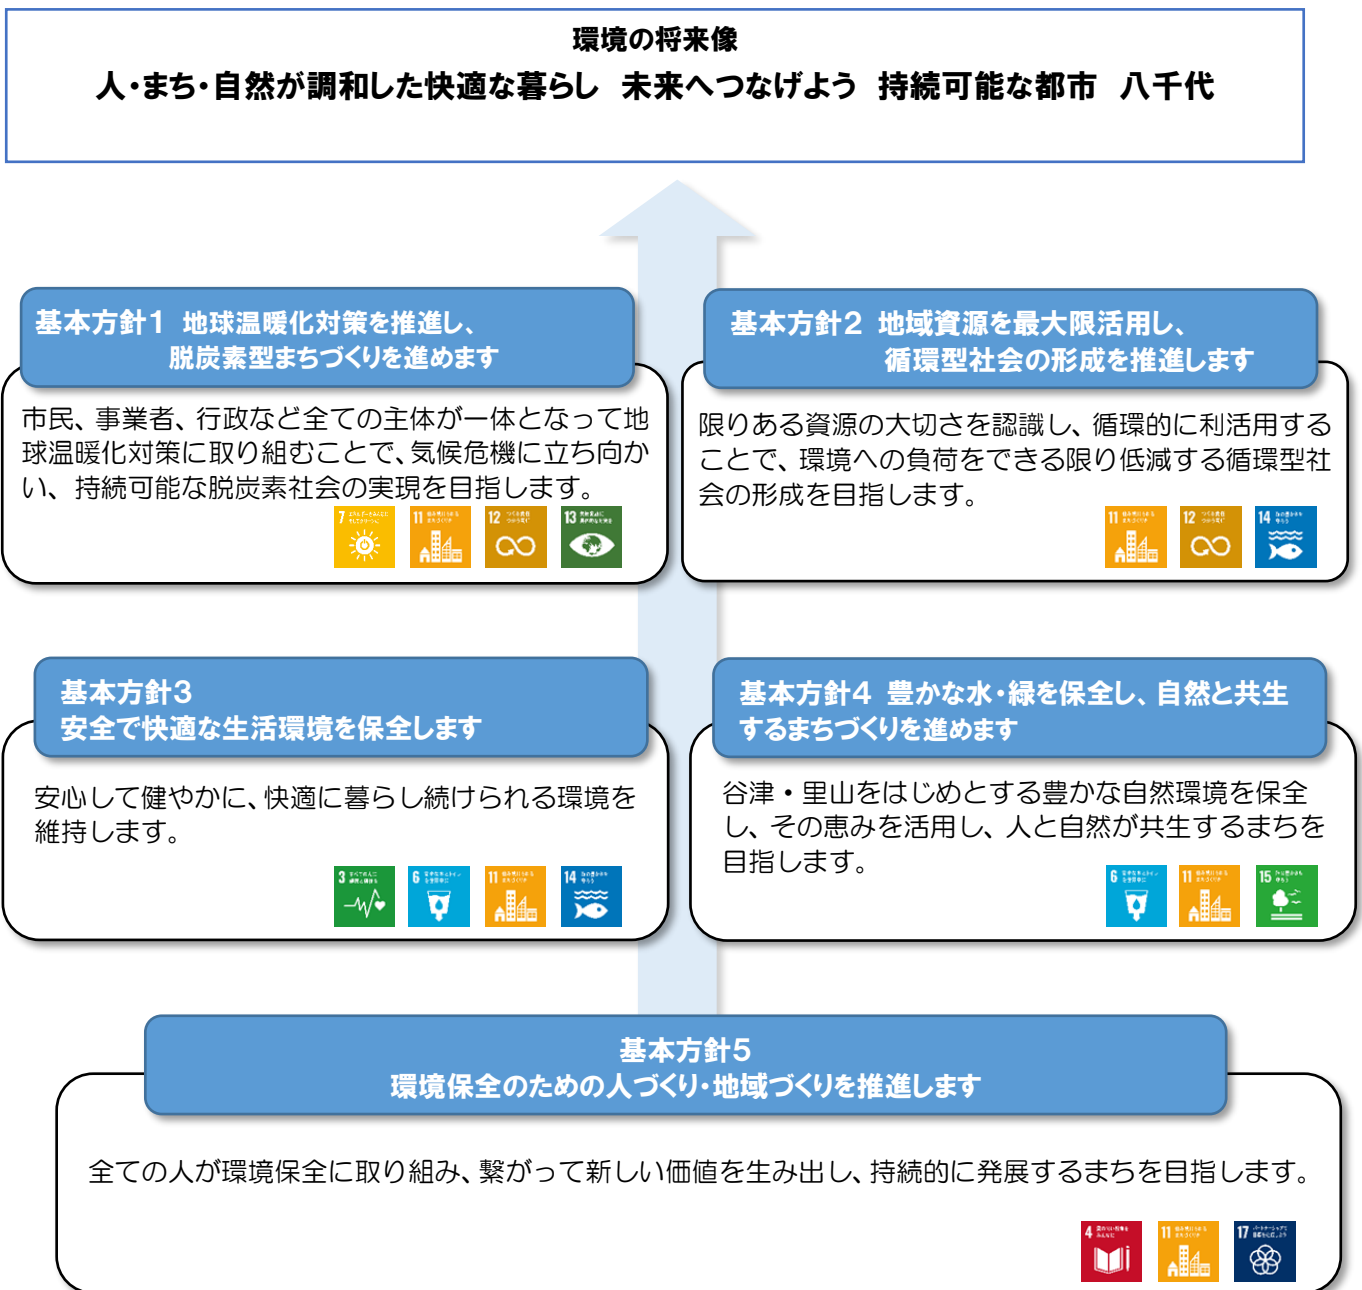 環境の将来像
人・まち・自然が調和した快適な暮らし　未来へつなげよう　持続可能な都市　八千代
基本方針1 地球温暖化対策を推進し、
脱炭素型まちづくりを進めます
市民、事業者、行政など全ての主体が一体となって地
球温暖化対策に取り組むことで、気候危機に立ち向か
い、持続可能な脱炭素社会の実現を目指します。
7
11
12
13
基本方針2 地域資源を最大限活用し、
循環型社会の形成を推進します
限りある資源の大切さを認識し、循環的に利活用する
ことで、環境への負荷をできる限り低減する循環型社
会の形成を目指します。
11
12
14
基本方針3
安全で快適な生活環境を保全します
安心して健やかに、快適に暮らし続けられる環境を
維持します。
3
6
11
14
基本方針4 豊かな水・緑を保全し、自然と共生
するまちづくりを進めます
谷津・里山をはじめとする豊かな自然環境を保全
し、その恵みを活用し、人と自然が共生するまちを
目指します。
6
11
15
基本方針5
環境保全のための人づくり・地域づくりを推進します
全ての人が環境保全に取り組み、繋がって新しい価値を生み出し、持続的に発展するまちを目指します。
4
11
17